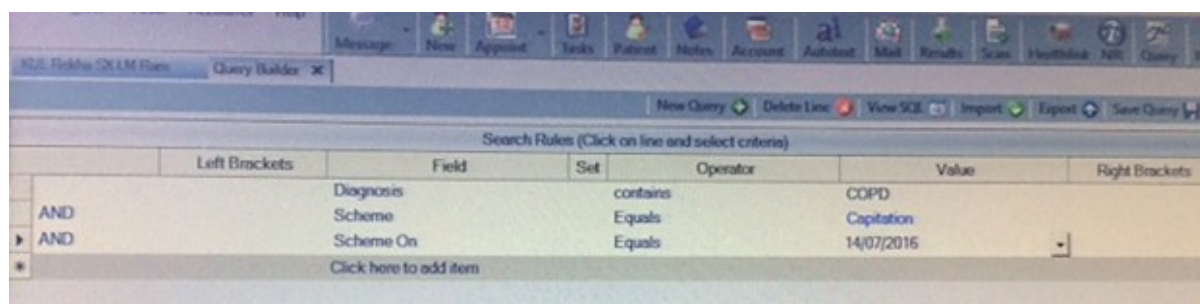 Help
Message New Appoint Tasks Patient Notes Account Autotext Mail Results Scan Healthlink NIR Query
Query Builder
New Query Delete Line View SQL Import Export Save Query
Search Rules (Click on line and select criteria)
Left Brackets Field Set Operator Value Right Brackets
Diagnosis contains COPD
AND Scheme Equals Capitation
AND Scheme On Equals 14/07/2016
Click here to add item